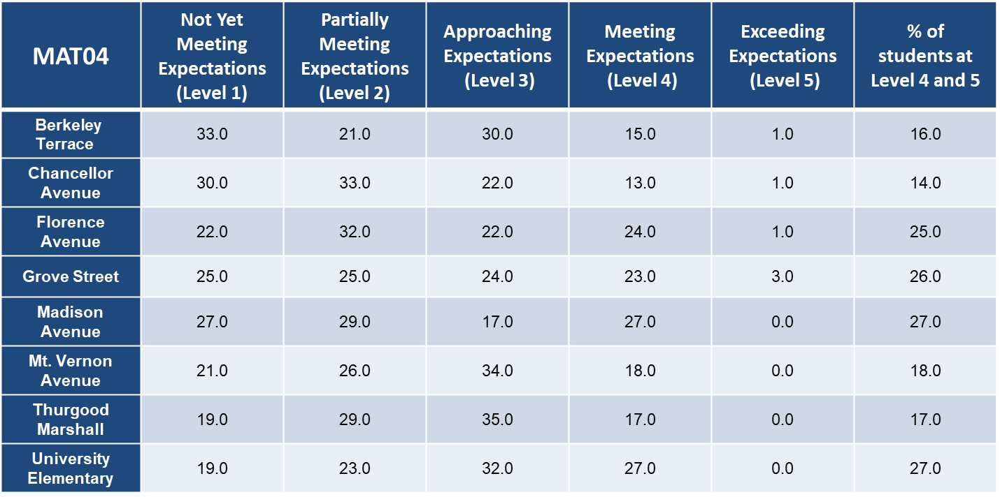 MAT04
Not Yet
Meeting
Expectations
(Level 1)
Partially
Meeting
Expectations
(Level 2)
Approaching
Expectations
(Level 3)
Meeting
Expectations
(Level 4)
Exceeding
Expectations
(Level 5)
% of
students at
Level 4 and 5
Berkeley
Terrace
33.0 21.0 30.0 15.0 1.0 16.0
Chancellor
Avenue
30.0 33.0 22.0 13.0 1.0 14.0
Florence
Avenue
22.0 32.0 22.0 24.0 1.0 25.0
Grove Street 25.0 25.0 24.0 23.0 3.0 26.0
Madison
Avenue
27.0 29.0 17.0 27.0 0.0 27.0
Mt. Vernon
Avenue
21.0 26.0 34.0 18.0 0.0 18.0
Thurgood
Marshall
19.0 29.0 35.0 17.0 0.0 17.0
University
Elementary
19.0 23.0 32.0 27.0 0.0 27.0